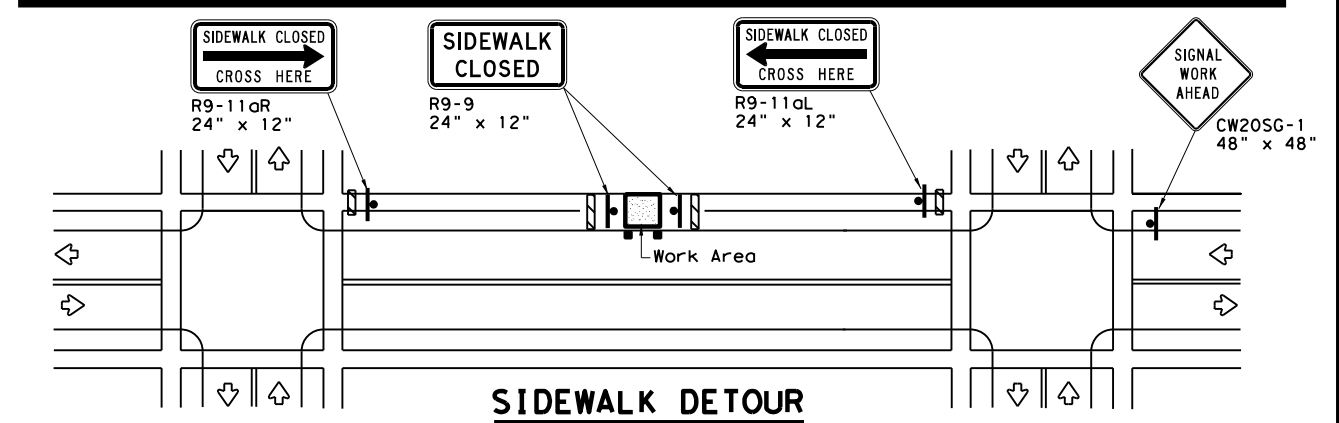 SIDEWALK CLOSED
CROSS HERE
R9-11aR
24" x 12"
SIDEWALK
CLOSED
R9-9
24" x 12"
SIDEWALK CLOSED
CROSS HERE
R9-11aL
24" x 12"
SIGNAL
WORK
AHEAD
CW20SG-1
48" x 48"
Work Area
SIDEWALK DETOUR